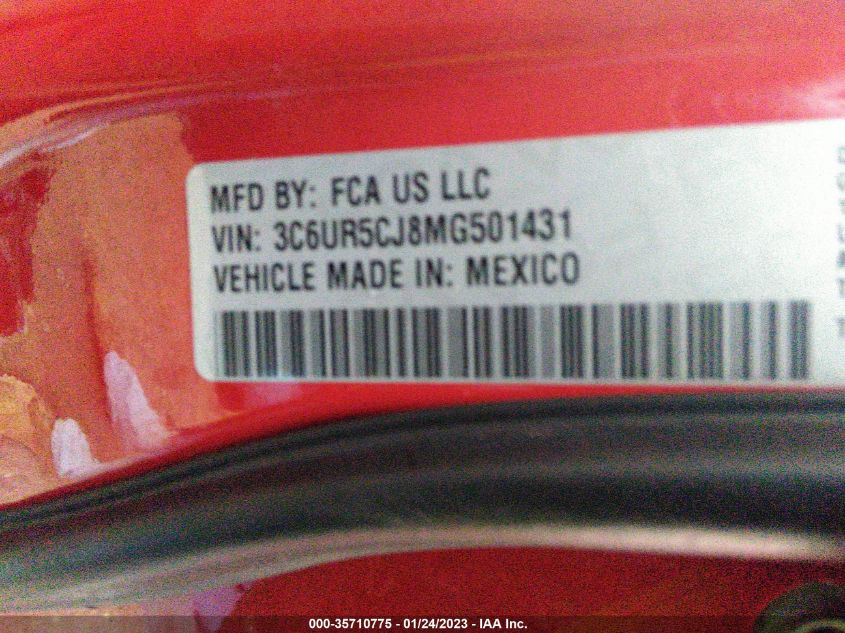 MFD BY: FCA US LLC
VIN: 3C6UR5CJ8MG501431
VEHICLE MADE IN: MEXICO
000-35710775 - 01/24/2023 - IAA Inc.